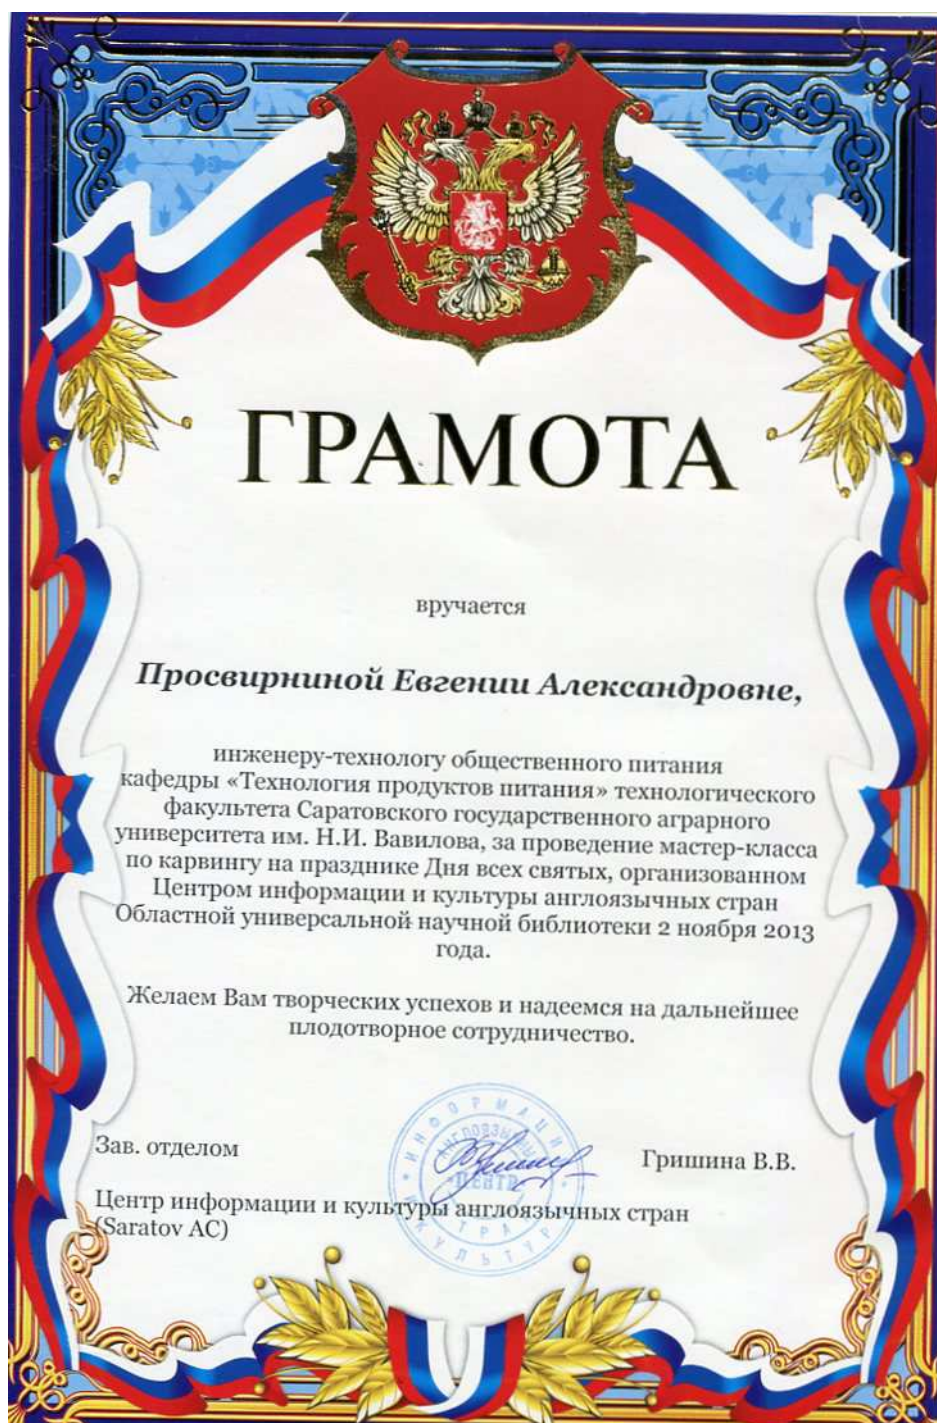 ГРАМОТА
вручается
Просвирниной Евгении Александровне,
инженеру-технологу общественного питания
кафедры «Технология продуктов питания» технологического
факультета Саратовского государственного аграрного
университета им. Н.И. Вавилова, за проведение мастер-класса
по карвингу на празднике Дня всех святых, организованном
Центром информации и культуры англоязычных стран
Областной универсальной научной библиотеки 2 ноября 2013
года.
Желаем Вам творческих успехов и надеемся на дальнейшее
плодотворное сотрудничество.
Зав. отделом
ЦЕНТР
Гришина В.В.
Центр информации и культуры англоязычных стран
(Saratov AC)